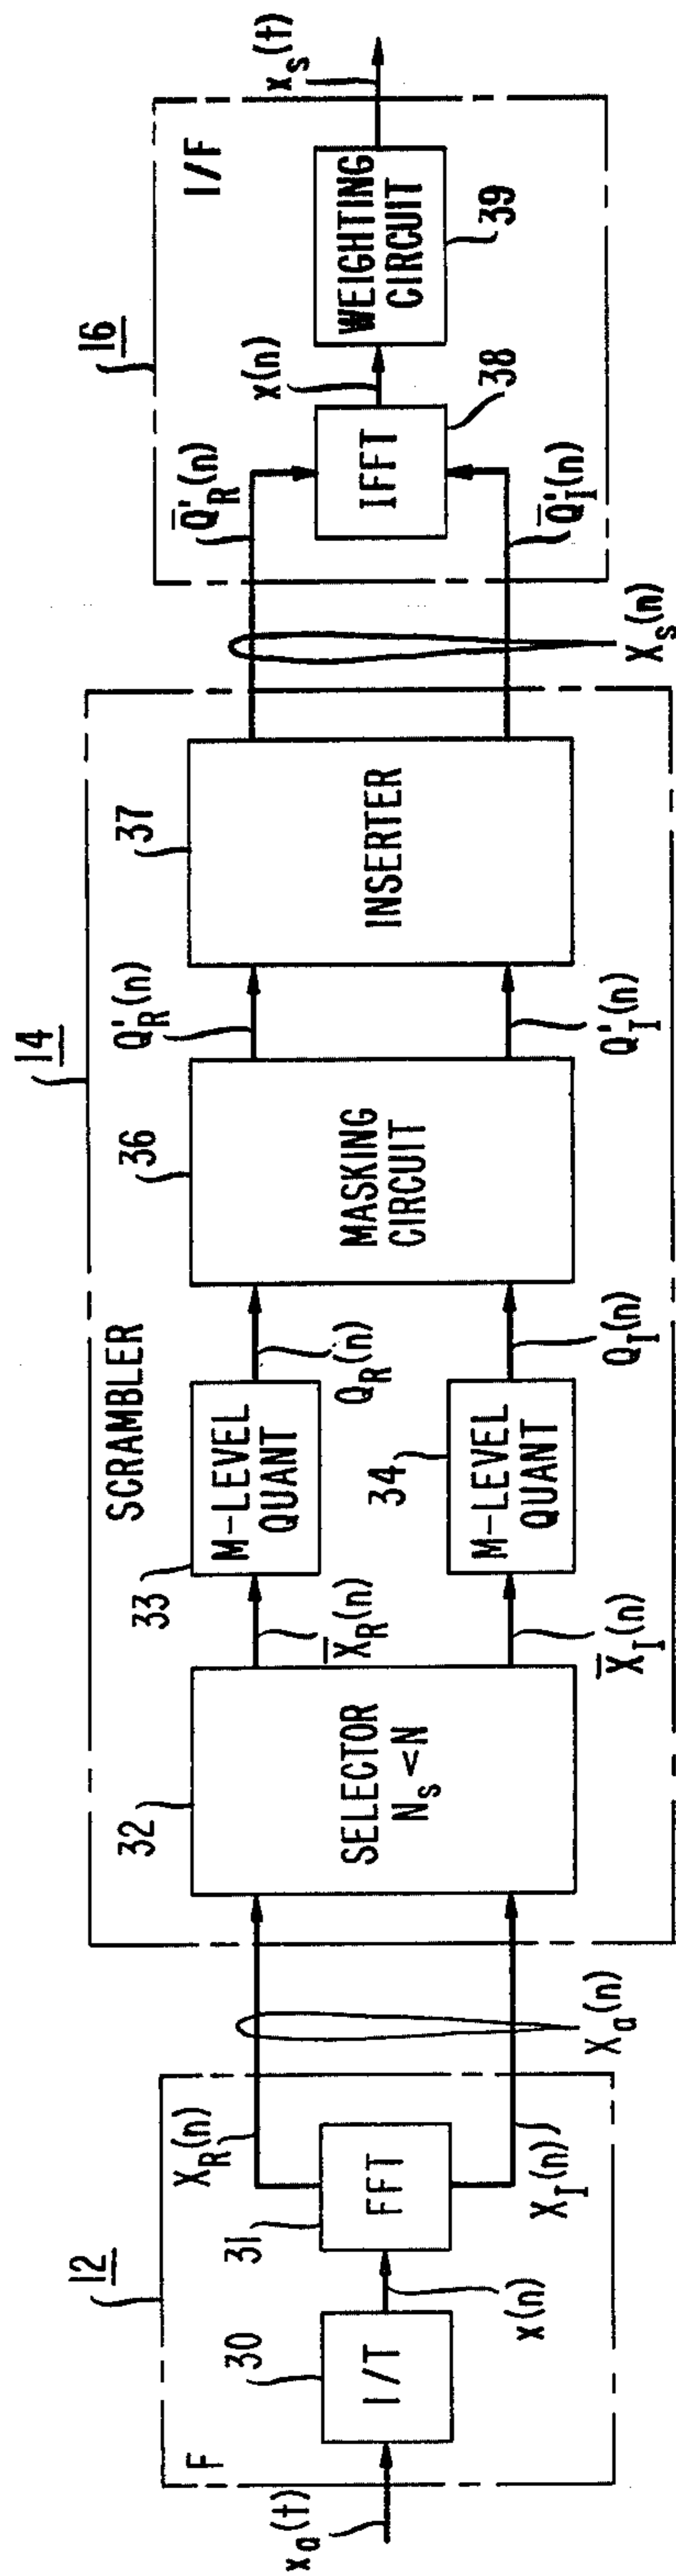 x_a(t)
12
F
30
1/T
x(n)
31
FFT
X_R(n)
X_I(n)
X_a(n)
14
SCRAMBLER
32
SELECTOR
N_s < N
X̅_R(n)
X̅_I(n)
33
M-LEVEL
QUANT
34
M-LEVEL
QUANT
Q_R(n)
Q_I(n)
36
MASKING
CIRCUIT
Q'_R(n)
Q'_I(n)
37
INSERTER
X_s(n)
16
1/F
Q̅'_R(n)
Q̅'_I(n)
IFFT
38
x(n)
WEIGHTING
CIRCUIT
39
x_s(t)